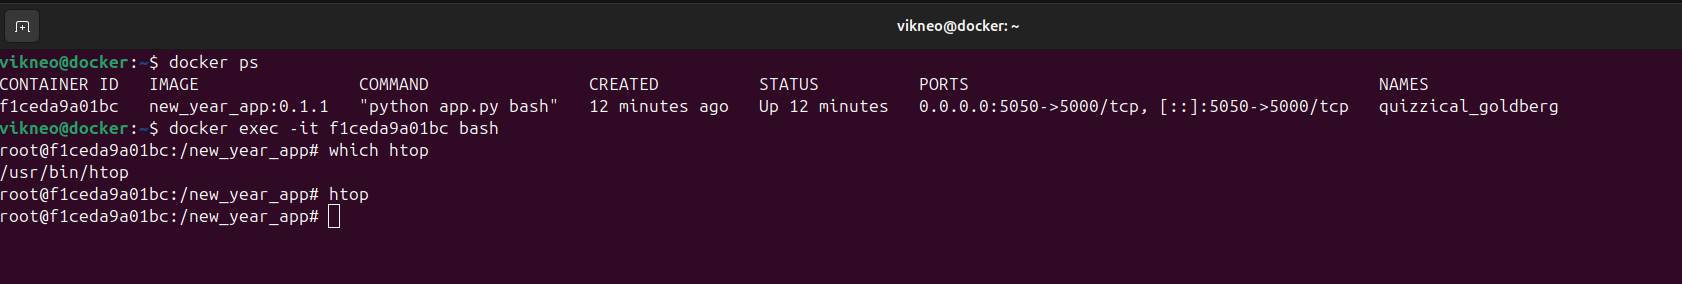 vikneo@docker: ~
vikneo@docker:~$ docker ps
CONTAINER ID   IMAGE                COMMAND                CREATED          STATUS          PORTS                                         NAMES
f1ceda9a01bc   new_year_app:0.1.1   "python app.py bash"   12 minutes ago   Up 12 minutes   0.0.0.0:5050->5000/tcp, [::]:5050->5000/tcp   quizzical_goldberg
vikneo@docker:~$ docker exec -it f1ceda9a01bc bash
root@f1ceda9a01bc:/new_year_app# which htop
/usr/bin/htop
root@f1ceda9a01bc:/new_year_app# htop
root@f1ceda9a01bc:/new_year_app#